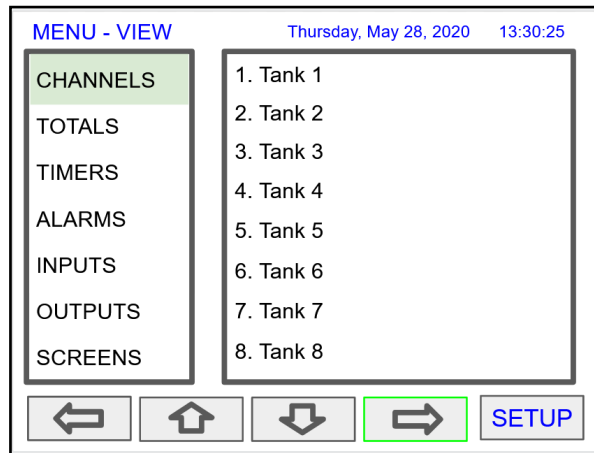 MENU - VIEW Thursday, May 28, 2020 13:30:25
CHANNELS
TOTALS
TIMERS
ALARMS
INPUTS
OUTPUTS
SCREENS
1. Tank 1
2. Tank 2
3. Tank 3
4. Tank 4
5. Tank 5
6. Tank 6
7. Tank 7
8. Tank 8
SETUP